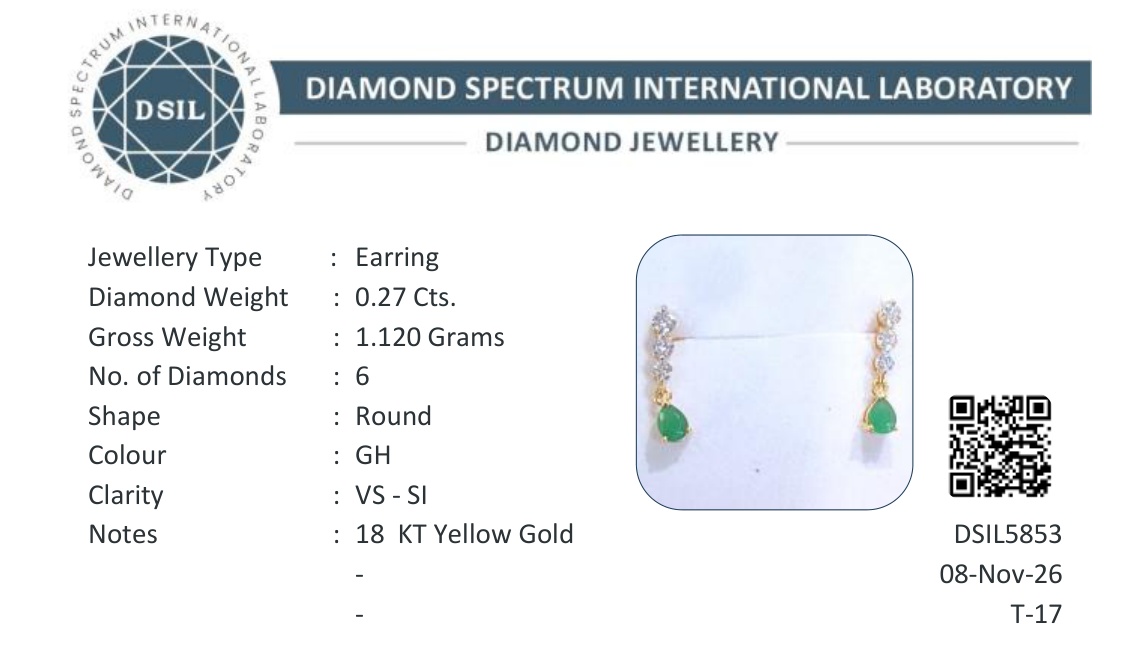 DIAMOND SPECTRUM INTERNATIONAL LABORATORY
DSIL
DIAMOND SPECTRUM INTERNATIONAL LABORATORY
DIAMOND JEWELLERY
Jewellery Type : Earring
Diamond Weight : 0.27 Cts.
Gross Weight : 1.120 Grams
No. of Diamonds : 6
Shape : Round
Colour : GH
Clarity : VS - SI
Notes : 18 KT Yellow Gold
-
-
DSIL5853
08-Nov-26
T-17